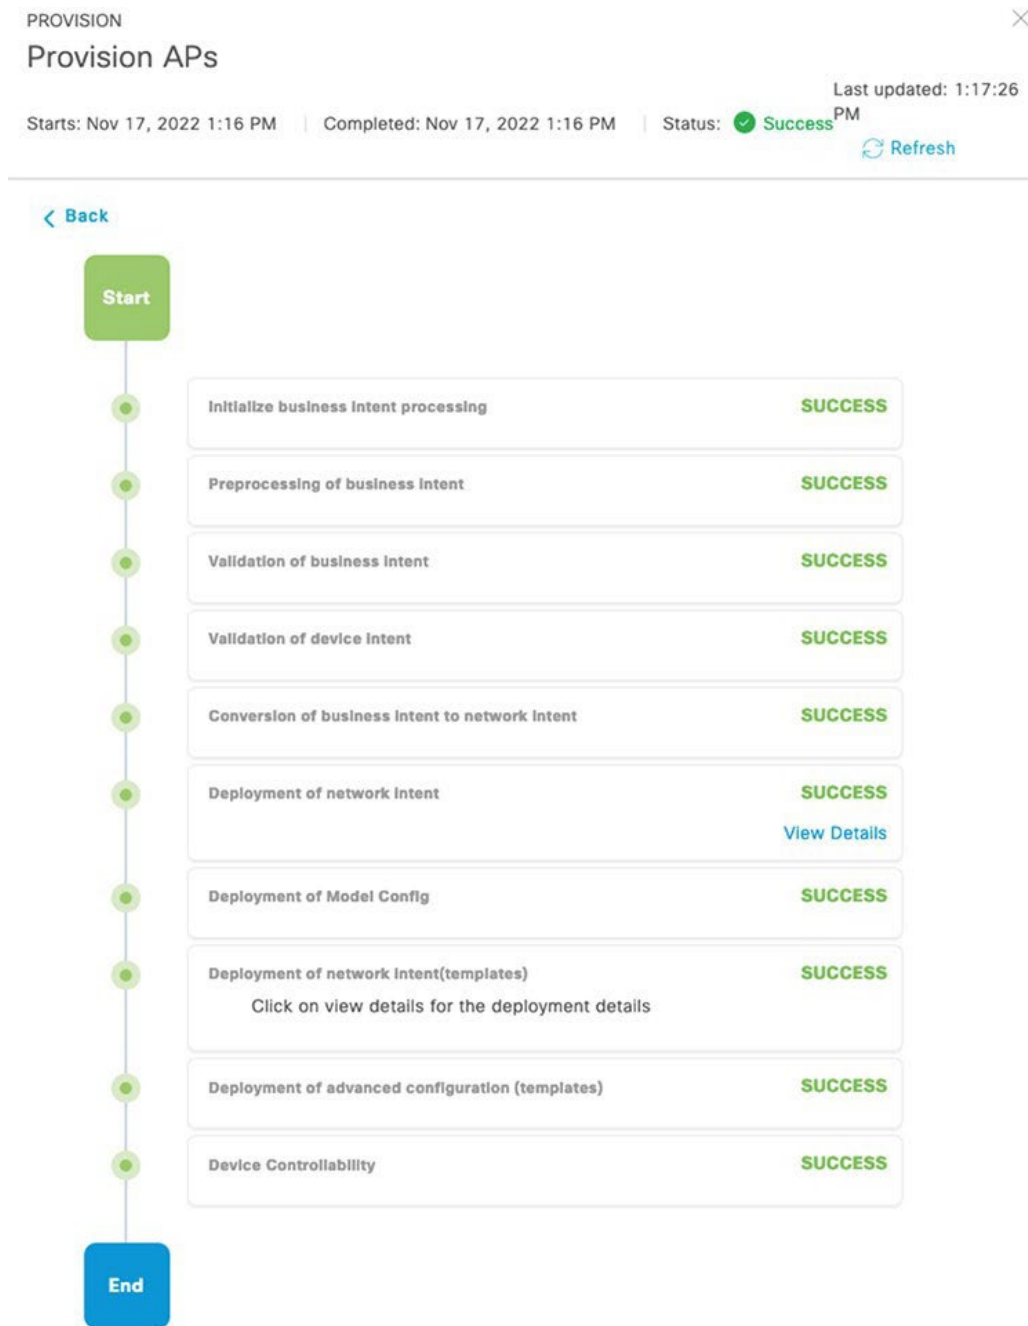 PROVISION
Provision APs
Last updated: 1:17:26
PM
Starts: Nov 17, 2022 1:16 PM
Completed: Nov 17, 2022 1:16 PM
Status: Success
Refresh
Back
Start
Initialize business intent processing SUCCESS
Preprocessing of business intent SUCCESS
Validation of business intent SUCCESS
Validation of device intent SUCCESS
Conversion of business intent to network intent SUCCESS
Deployment of network intent SUCCESS
View Details
Deployment of Model Config SUCCESS
Deployment of network intent(templates) SUCCESS
Click on view details for the deployment details
Deployment of advanced configuration (templates) SUCCESS
Device Controllability SUCCESS
End